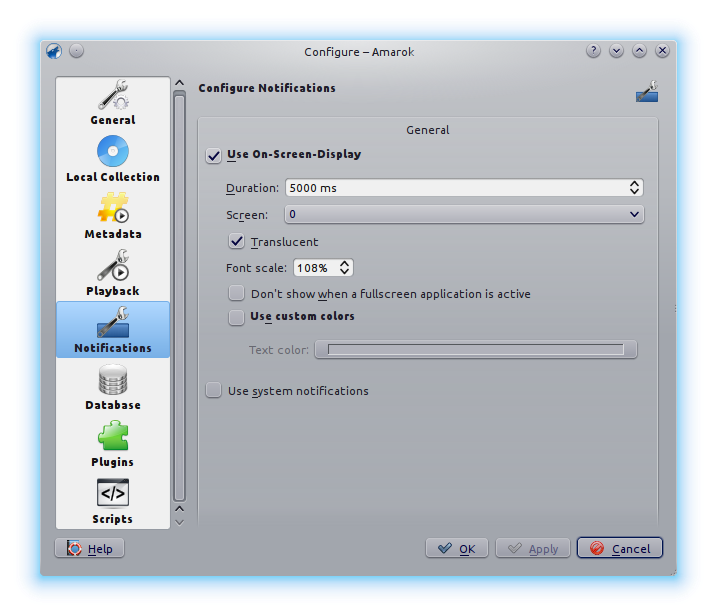 Configure – Amarok
General
Local Collection
Metadata
Playback
Notifications
Database
Plugins
</>
Scripts
Configure Notifications
General
Use On-Screen-Display
Duration: 5000 ms
Screen: 0
Translucent
Font scale: 108%
Don't show when a fullscreen application is active
Use custom colors
Text color:
Use system notifications
Help
OK
Apply
Cancel